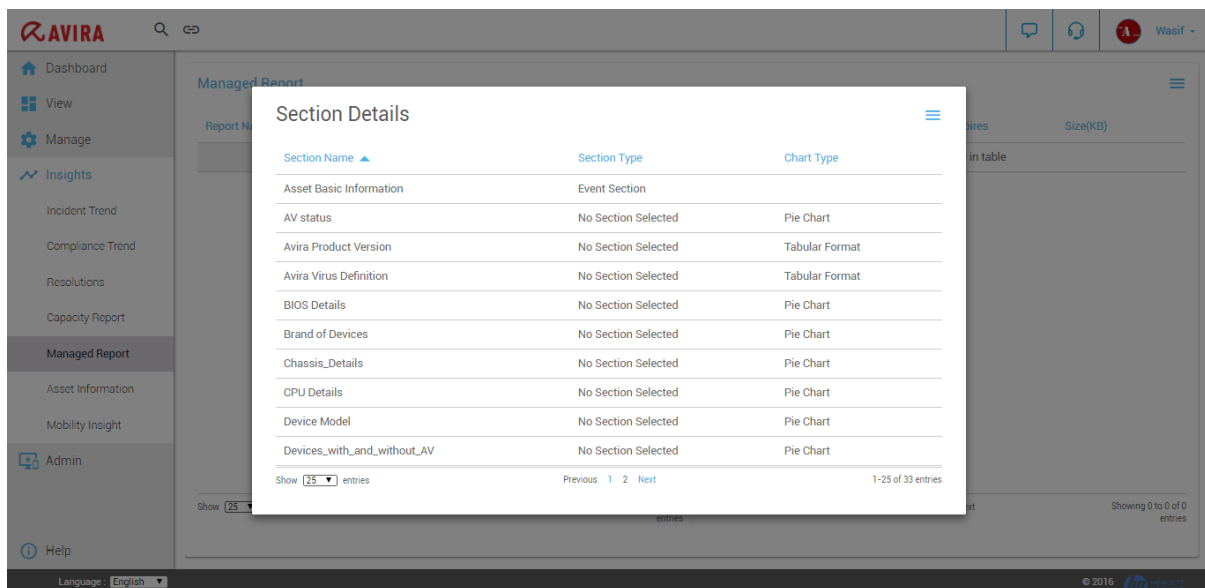 AVIRA
Wasif
Dashboard
View
Manage
Insights
Incident Trend
Compliance Trend
Resolutions
Capacity Report
Managed Report
Asset Information
Mobility Insight
Admin
Help
Language : English
Managed Report
Size(KB)
in table
Section Details
Section Name Section Type Chart Type
Asset Basic Information Event Section
AV status No Section Selected Pie Chart
Avira Product Version No Section Selected Tabular Format
Avira Virus Definition No Section Selected Tabular Format
BIOS Details No Section Selected Pie Chart
Brand of Devices No Section Selected Pie Chart
Chassis_Details No Section Selected Pie Chart
CPU Details No Section Selected Pie Chart
Device Model No Section Selected Pie Chart
Devices_with_and_without_AV No Section Selected Pie Chart
Show 25 entries Previous 1 2 Next 1-25 of 33 entries
Show 25
entries
Showing 0 to 0 of 0
entries
© 2016 hp